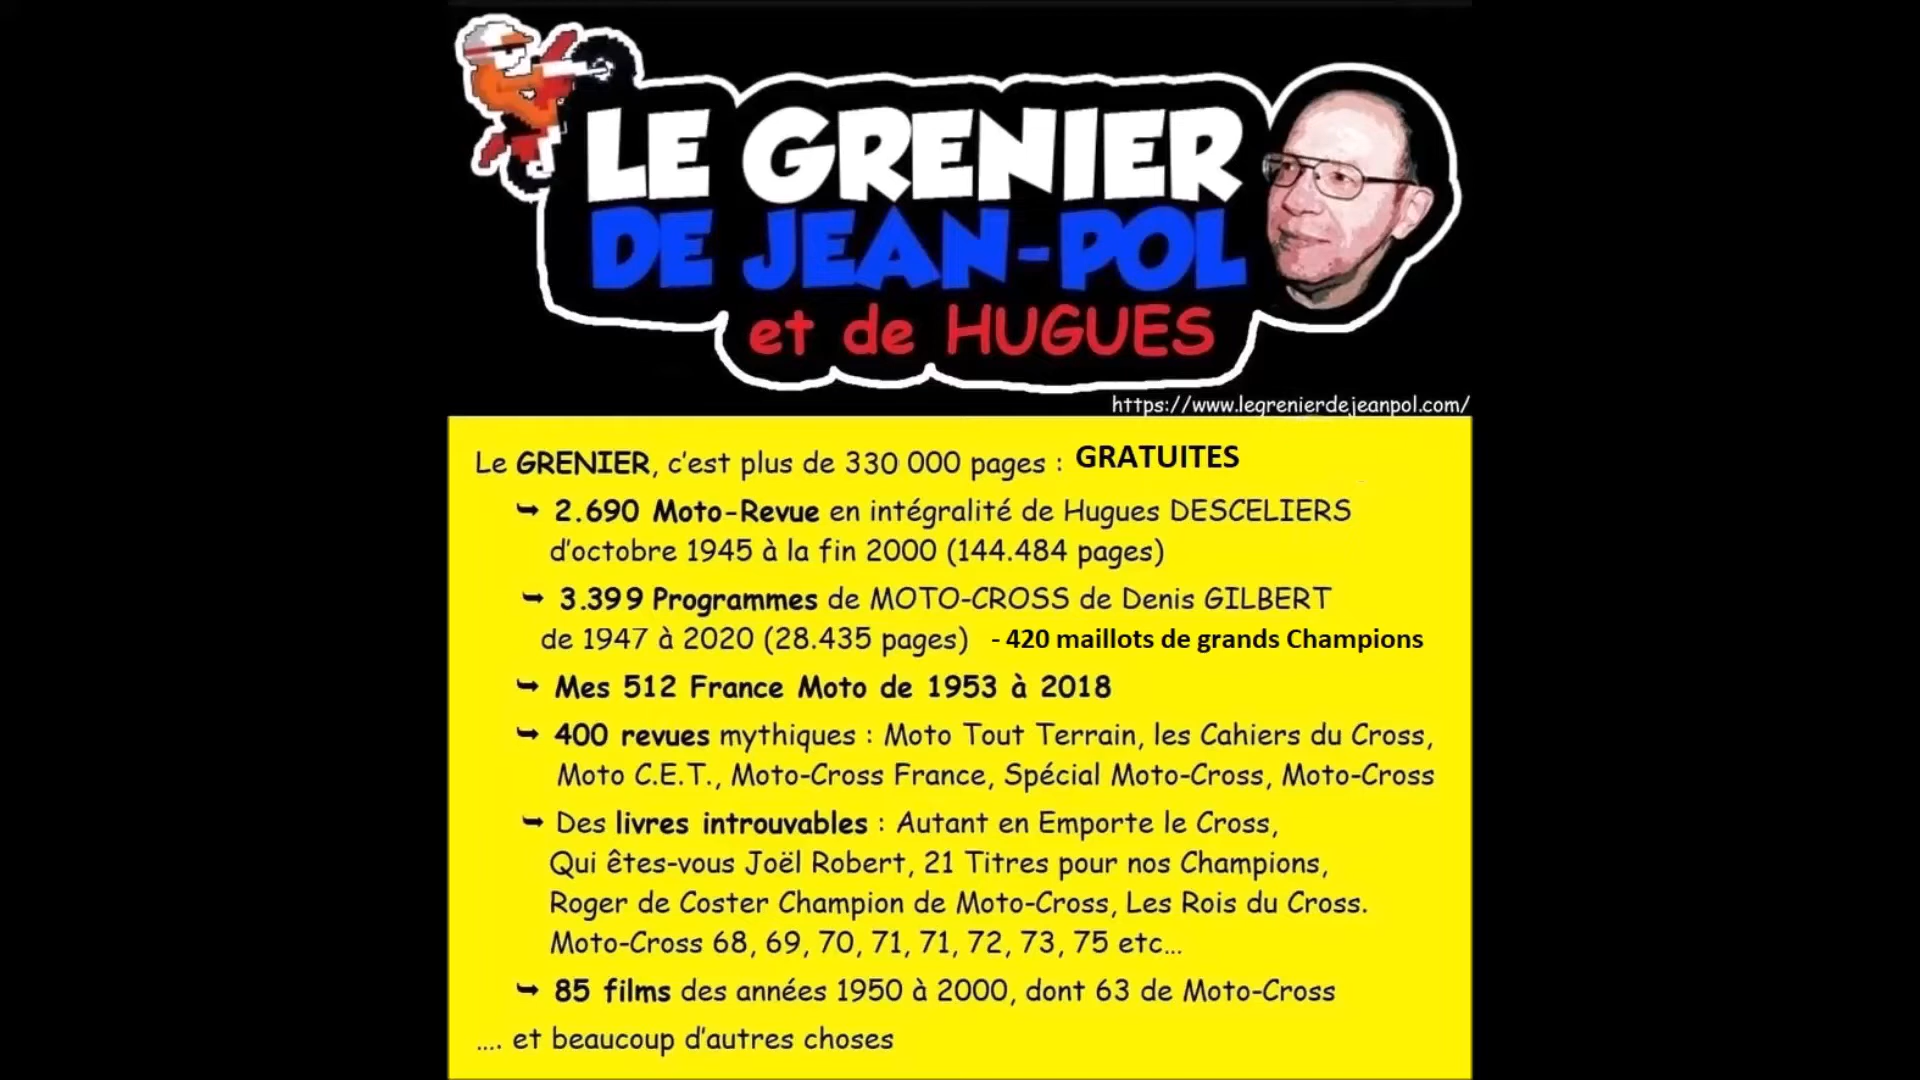 LE GRENIER
DE JEAN-POL
et de HUGUES
https://www.legrenierdejeanpol.com/
Le GRENIER, c'est plus de 330 000 pages : GRATUITES
➥ 2.690 Moto-Revue en intégralité de Hugues DESCELIERS
d'octobre 1945 à la fin 2000 (144.484 pages)
➥ 3.399 Programmes de MOTO-CROSS de Denis GILBERT
de 1947 à 2020 (28.435 pages) - 420 maillots de grands Champions
➥ Mes 512 France Moto de 1953 à 2018
➥ 400 revues mythiques : Moto Tout Terrain, les Cahiers du Cross,
Moto C.E.T., Moto-Cross France, Spécial Moto-Cross, Moto-Cross
➥ Des livres introuvables : Autant en Emporte le Cross,
Qui êtes-vous Joël Robert, 21 Titres pour nos Champions,
Roger de Coster Champion de Moto-Cross, Les Rois du Cross.
Moto-Cross 68, 69, 70, 71, 71, 72, 73, 75 etc...
➥ 85 films des années 1950 à 2000, dont 63 de Moto-Cross
.... et beaucoup d'autres choses